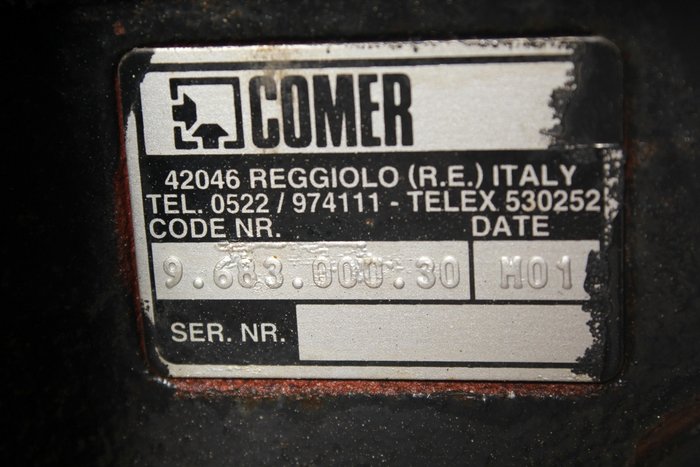 COMER
42046 REGGIOLO (R.E.) ITALY
TEL. 0522 / 974111 - TELEX 530252
CODE NR. DATE
9.683.000.30 M01
SER. NR.